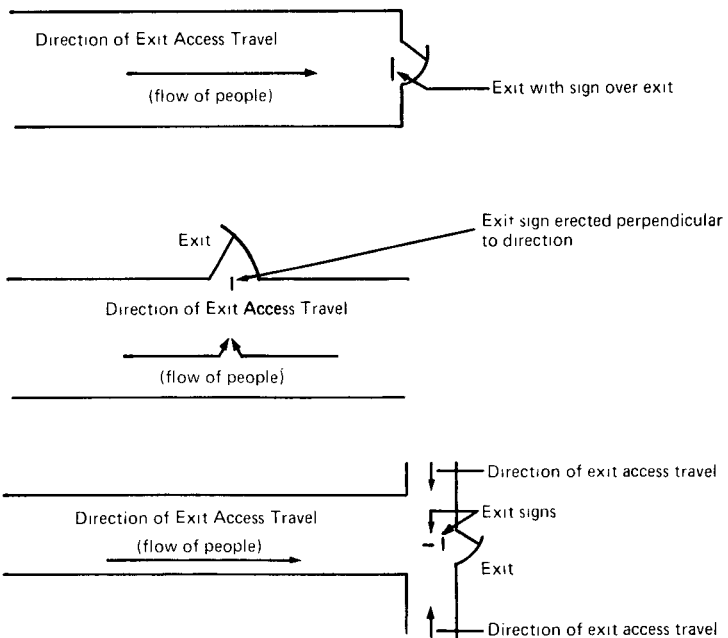 Direction of Exit Access Travel
(flow of people)
Exit with sign over exit
Exit sign erected perpendicular
to direction
Exit
Direction of Exit Access Travel
(flow of people)
Direction of exit access travel
Exit signs
Direction of Exit Access Travel
(flow of people)
Exit
Direction of exit access travel